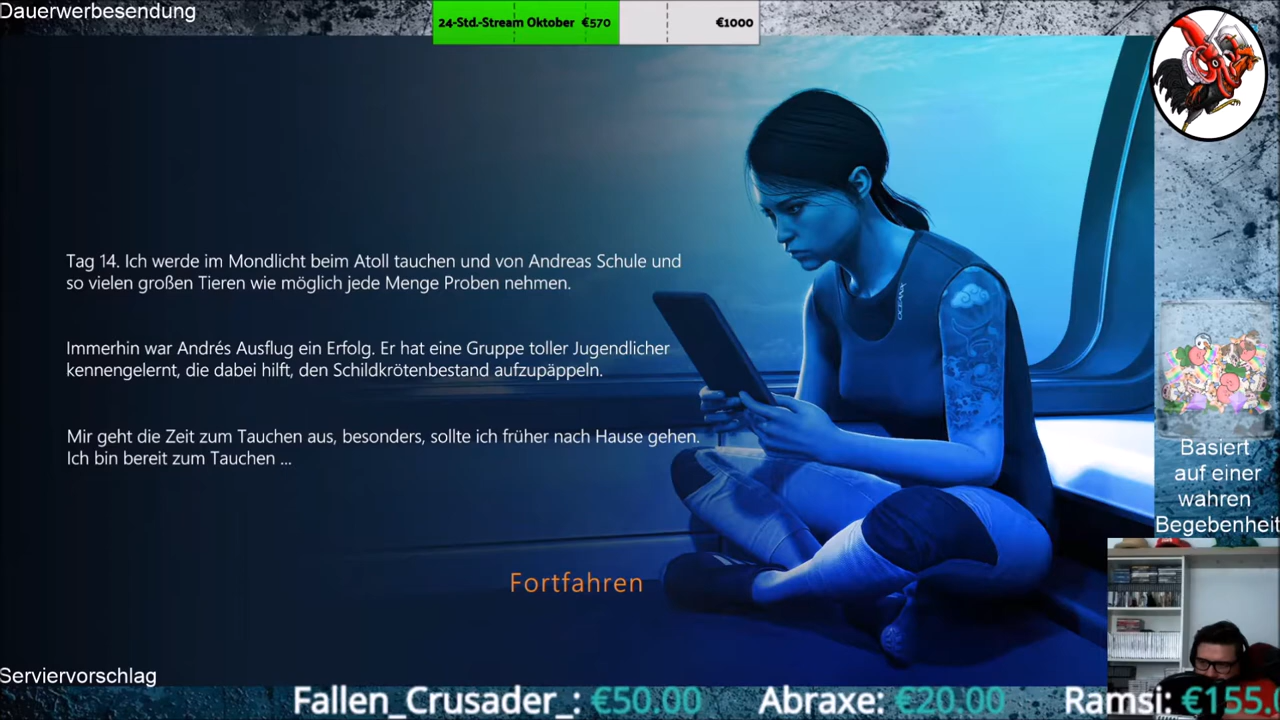 Dauerwerbesendung
24-Std.-Stream Oktober €570
€1000
Tag 14. Ich werde im Mondlicht beim Atoll tauchen und von Andreas Schule und
so vielen großen Tieren wie möglich jede Menge Proben nehmen.
Immerhin war Andrés Ausflug ein Erfolg. Er hat eine Gruppe toller Jugendlicher
kennengelernt, die dabei hilft, den Schildkrötenbestand aufzupäppeln.
Mir geht die Zeit zum Tauchen aus, besonders, sollte ich früher nach Hause gehen.
Ich bin bereit zum Tauchen ...
Fortfahren
Basiert
auf einer
wahren
Begebenheit
Serviervorschlag
Fallen_Crusader_: €50.00 Abraxe: €20.00 Ramsi: €155.